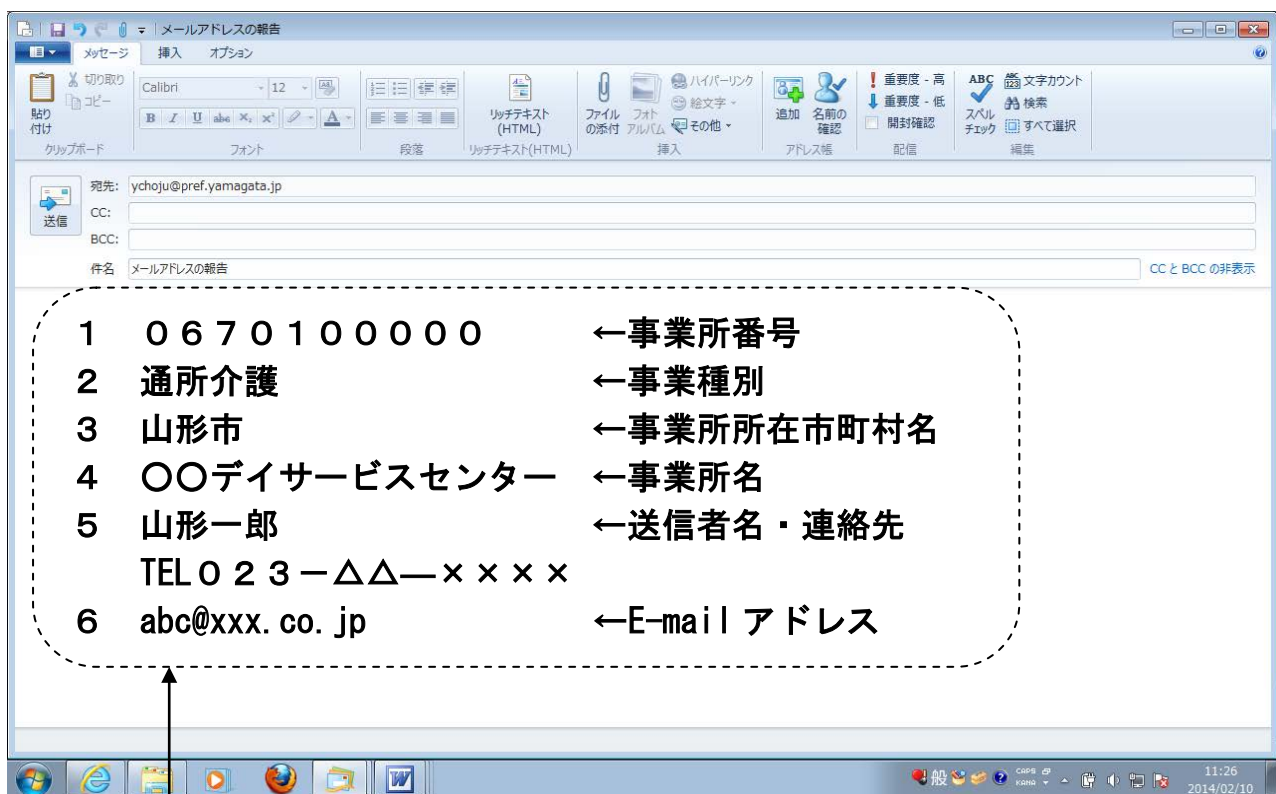 メールアドレスの報告
メッセージ 挿入 オプション
貼り付け
切り取り
コピー
クリップボード
Calibri 12
B I U abc X₂ X² A
フォント
段落
リッチテキスト
(HTML)
リッチテキスト(HTML)
ファイル
の添付
フォト
アルバム
ハイパーリンク
絵文字
その他
挿入
追加
名前の
確認
アドレス帳
重要度 - 高
重要度 - 低
開封確認
配信
ABC
スペル
チェック
文字カウント
検索
すべて選択
編集
送信
宛先: ychoju@pref.yamagata.jp
CC:
BCC:
件名 メールアドレスの報告 CC と BCC の非表示
1 0670100000 ←事業所番号
2 通所介護 ←事業種別
3 山形市 ←事業所所在市町村名
4 〇〇デイサービスセンター ←事業所名
5 山形一郎 ←送信者名・連絡先
TEL023-△△―××××
6 abc@xxx.co.jp ←E-mail アドレス
般 CAPS KANA 11:26
2014/02/10